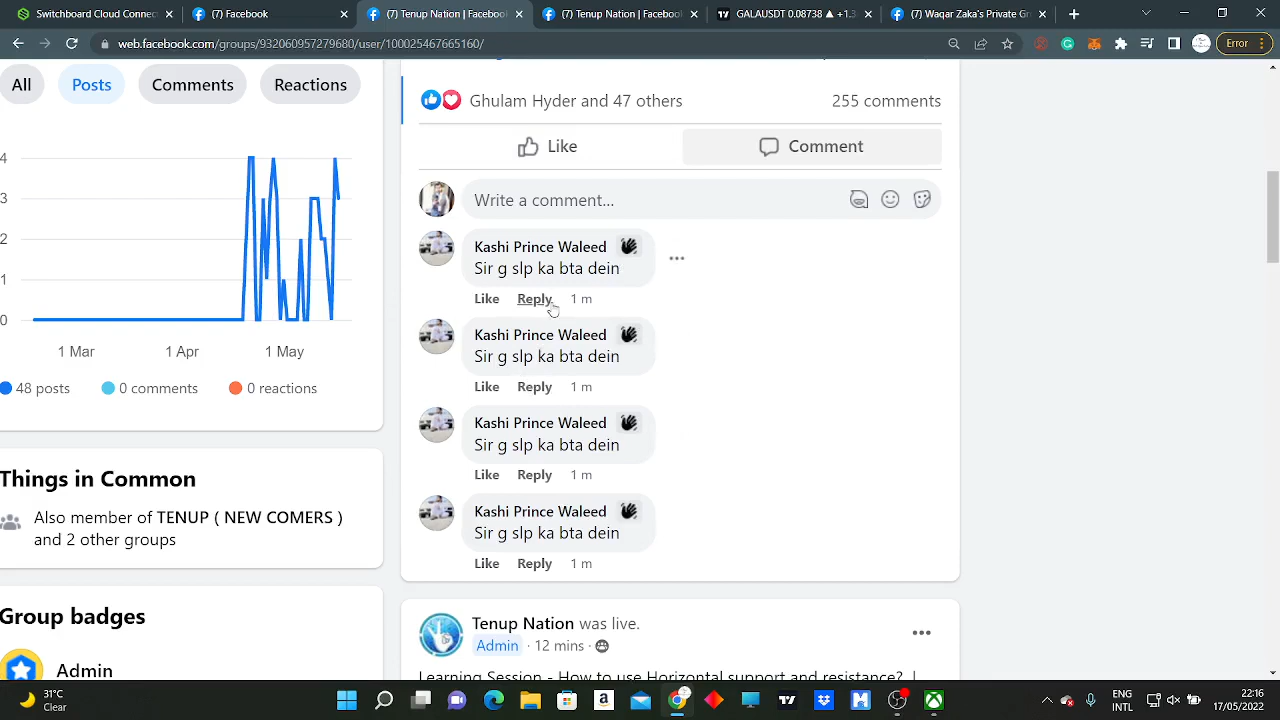 Switchboard Cloud Connect
(7) Facebook
(7) Tenup Nation | Facebook
(7) Tenup Nation | Facebook
GALAUSDT 0.08738 ▲ +1.3
(7) Waqar Zaka's Private Gr
web.facebook.com/groups/932060957279680/user/100025467665160/
Error
All
Posts
Comments
Reactions
4
3
2
1
0
1 Mar
1 Apr
1 May
48 posts
0 comments
0 reactions
Things in Common
Also member of TENUP ( NEW COMERS )
and 2 other groups
Group badges
Admin
Ghulam Hyder and 47 others
255 comments
Like
Comment
Write a comment...
Kashi Prince Waleed
Sir g slp ka bta dein
Like Reply 1 m
Kashi Prince Waleed
Sir g slp ka bta dein
Like Reply 1 m
Kashi Prince Waleed
Sir g slp ka bta dein
Like Reply 1 m
Kashi Prince Waleed
Sir g slp ka bta dein
Like Reply 1 m
Tenup Nation was live.
Admin · 12 mins ·
Learning Session - How to use Horizontal support and resistance? |
31°C
Clear
ENG
INTL
22:16
17/05/2022